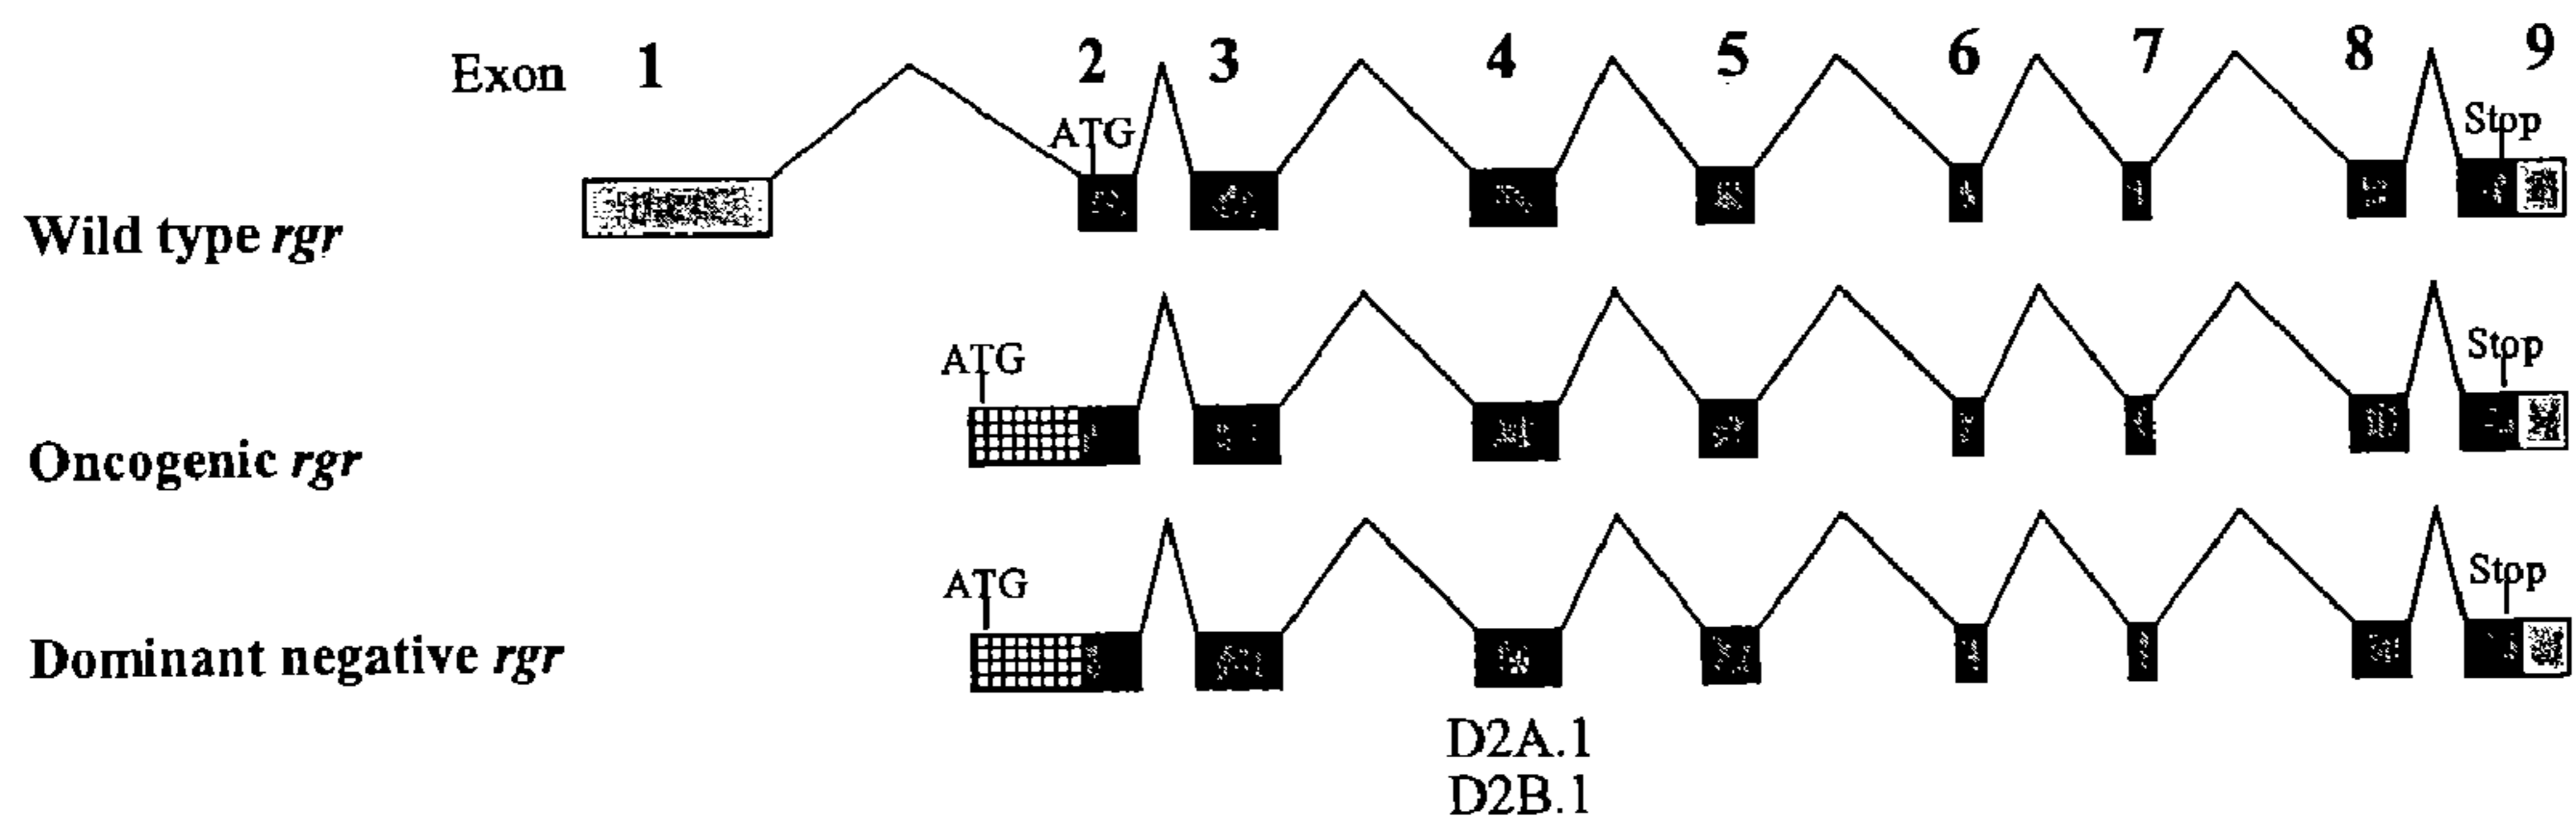 Exon 1 2 3 4 5 6 7 8 9
ATG Stop
Wild type rgr
ATG Stop
Oncogenic rgr
ATG Stop
Dominant negative rgr
D2A.1
D2B.1